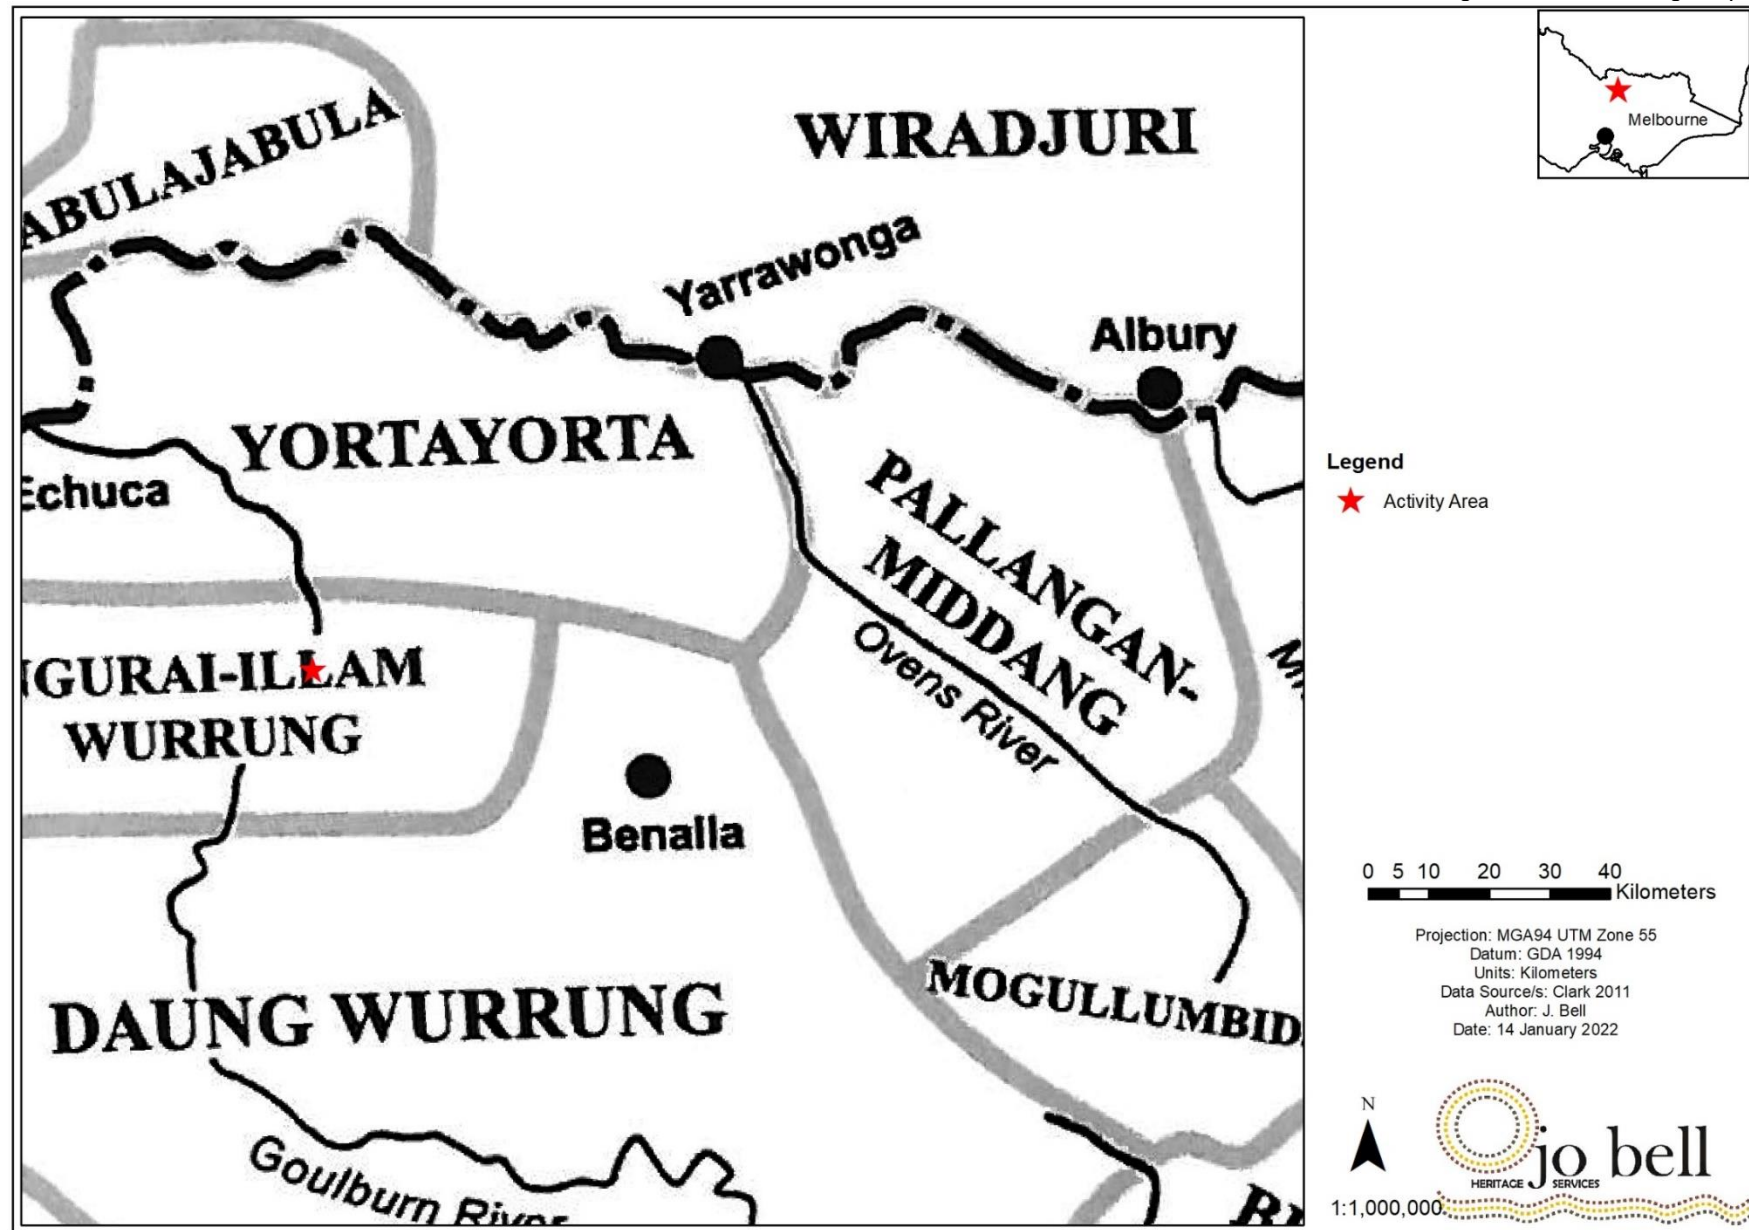 ABULAJABULA
WIRADJURI
Yarrawonga
Albury
YORTAYORTA
Echuca
PALLANGAN-
MIDDANG
Ovens River
NGURAI-ILLAM
WURRUNG
Benalla
DAUNG WURRUNG
MOGULLUMBID
Goulburn River
Melbourne
Legend
Activity Area
0 5 10 20 30 40
Kilometers
Projection: MGA94 UTM Zone 55
Datum: GDA 1994
Units: Kilometers
Data Source/s: Clark 2011
Author: J. Bell
Date: 14 January 2022
N
1:1,000,000
jo bell
HERITAGE SERVICES